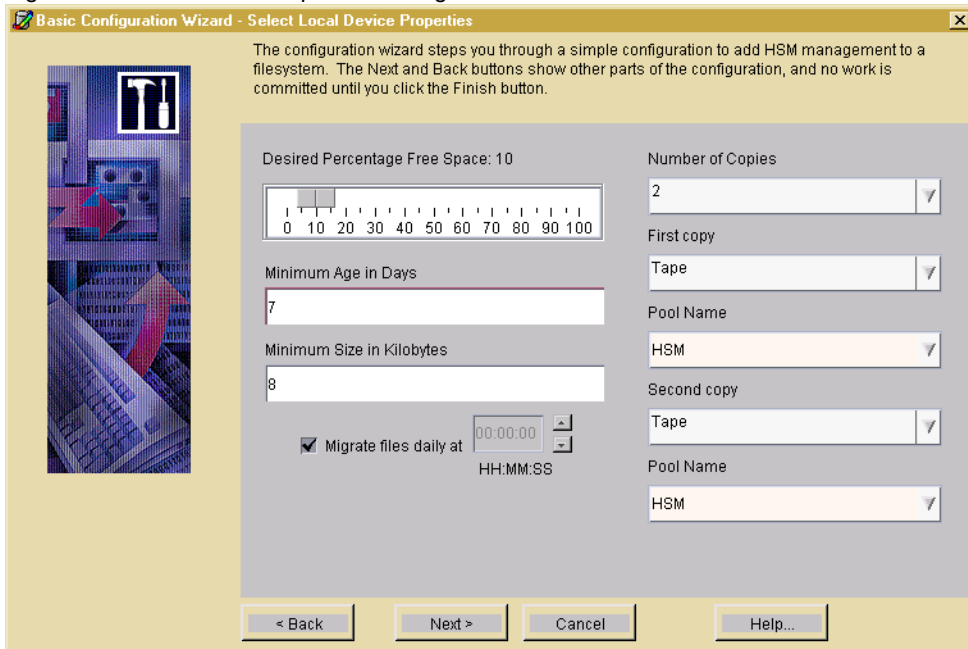 Basic Configuration Wizard - Select Local Device Properties
The configuration wizard steps you through a simple configuration to add HSM management to a
filesystem. The Next and Back buttons show other parts of the configuration, and no work is
committed until you click the Finish button.
Desired Percentage Free Space: 10
0 10 20 30 40 50 60 70 80 90 100
Minimum Age in Days
7
Minimum Size in Kilobytes
8
Migrate files daily at 00:00:00
HH:MM:SS
Number of Copies
2
First copy
Tape
Pool Name
HSM
Second copy
Tape
Pool Name
HSM
< Back
Next >
Cancel
Help...